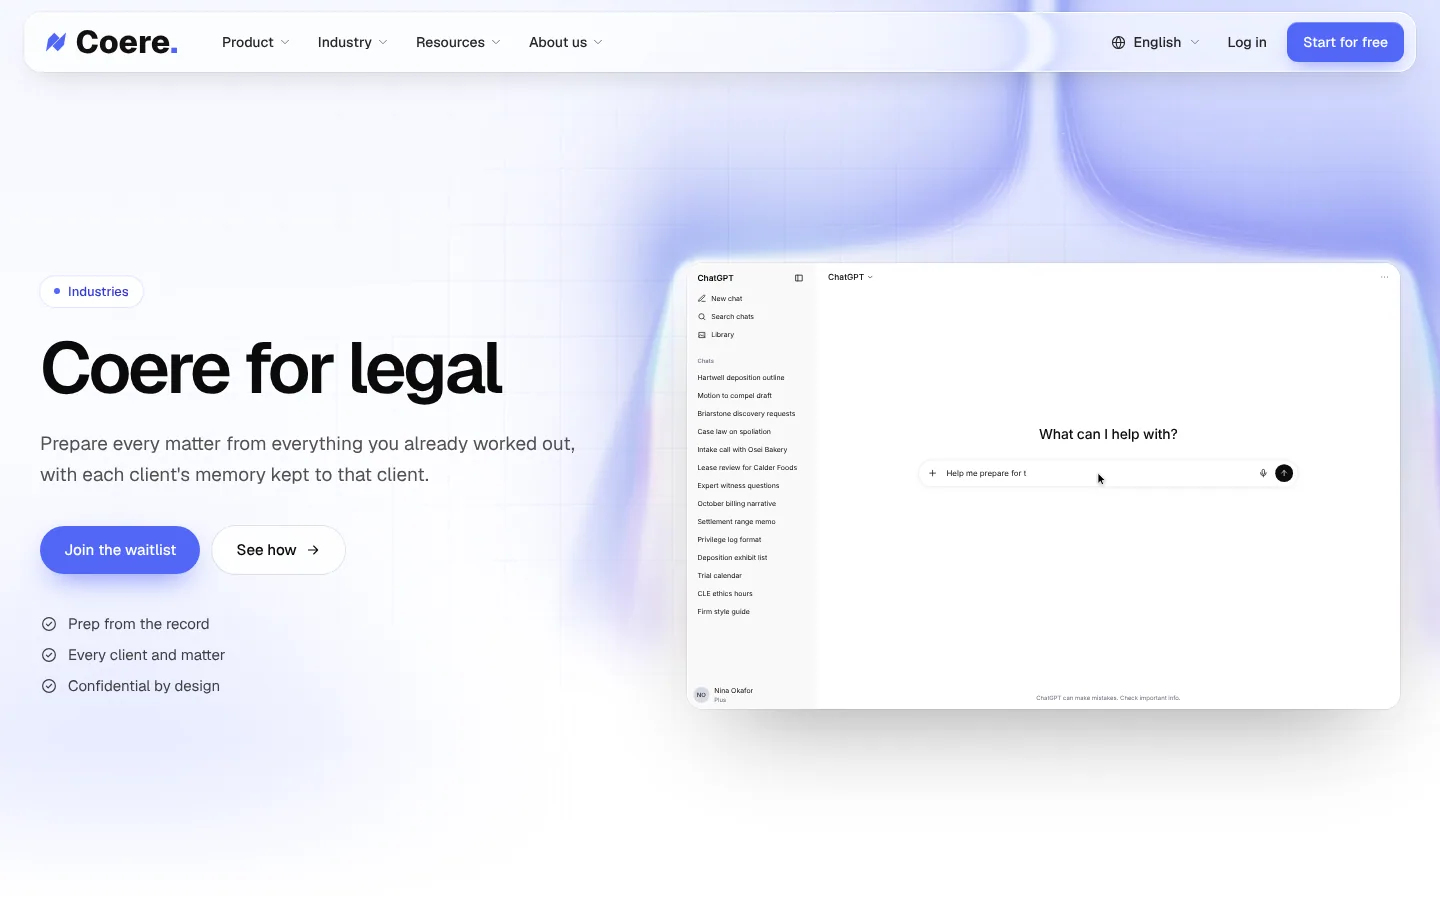 Coere.
Product
Industry
Resources
About us
English
Log in
Start for free
Industries
Coere for legal
Prepare every matter from everything you already worked out,
with each client's memory kept to that client.
Join the waitlist
See how
Prep from the record
Every client and matter
Confidential by design
ChatGPT
New chat
Search chats
Library
Chats
Hartwell deposition outline
Motion to compel draft
Briarstone discovery requests
Case law on spoliation
Intake call with Osei Bakery
Lease review for Calder Foods
Expert witness questions
October billing narrative
Settlement range memo
Privilege log format
Deposition exhibit list
Trial calendar
CLE ethics hours
Firm style guide
NO
Nina Okafor
Plus
ChatGPT
What can I help with?
Help me prepare for t
ChatGPT can make mistakes. Check important info.